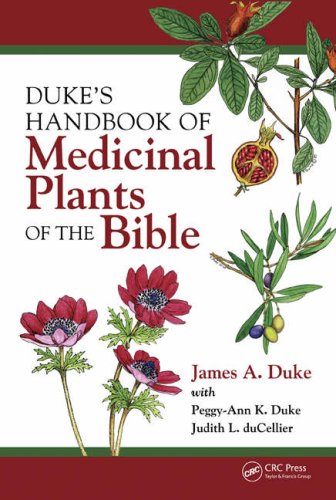 DUKE'S
HANDBOOK OF
Medicinal
Plants
OF THE Bible
James A. Duke
with
Peggy-Ann K. Duke
Judith L. duCellier
CRC
CRC Press
Taylor & Francis Group